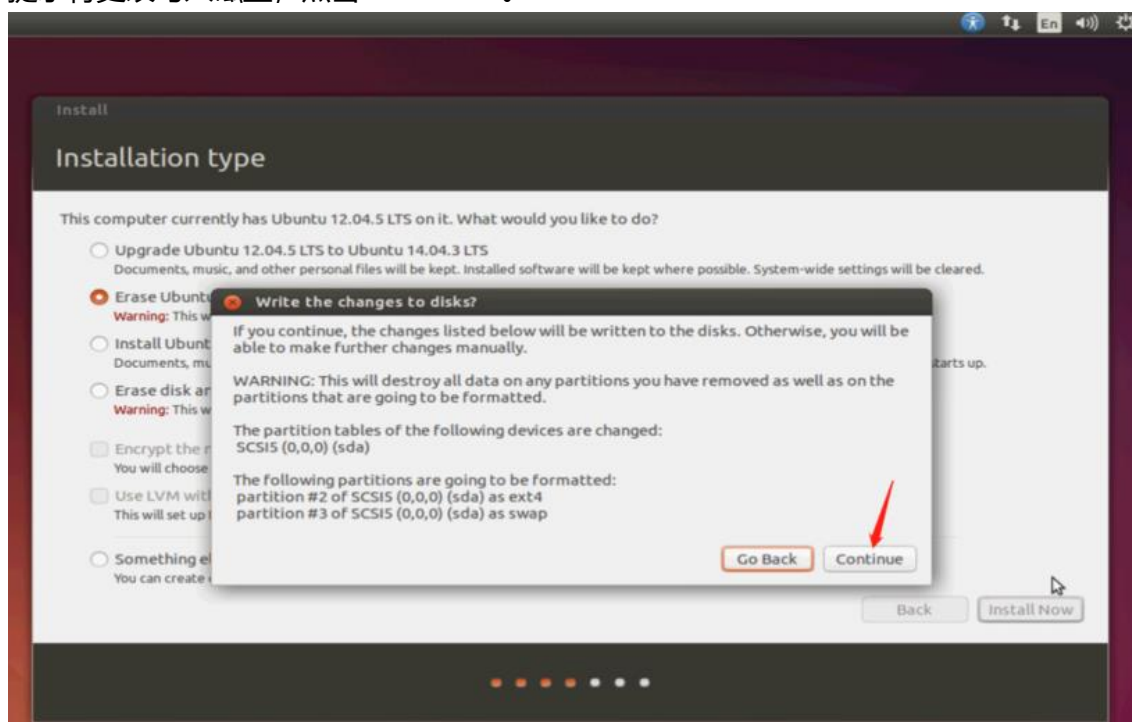 En
Install
Installation type
This computer currently has Ubuntu 12.04.5 LTS on it. What would you like to do?
Upgrade Ubuntu 12.04.5 LTS to Ubuntu 14.04.3 LTS
Documents, music, and other personal files will be kept. Installed software will be kept where possible. System-wide settings will be cleared.
Erase Ubuntu
Warning: This w
Install Ubunt
Documents, mu
starts up.
Erase disk an
Warning: This w
Encrypt the n
You will choose
Use LVM with
This will set up
Something el
You can create
Write the changes to disks?
If you continue, the changes listed below will be written to the disks. Otherwise, you will be
able to make further changes manually.
WARNING: This will destroy all data on any partitions you have removed as well as on the
partitions that are going to be formatted.
The partition tables of the following devices are changed:
SCSI5 (0,0,0) (sda)
The following partitions are going to be formatted:
partition #2 of SCSI5 (0,0,0) (sda) as ext4
partition #3 of SCSI5 (0,0,0) (sda) as swap
Go Back
Continue
Back
Install Now